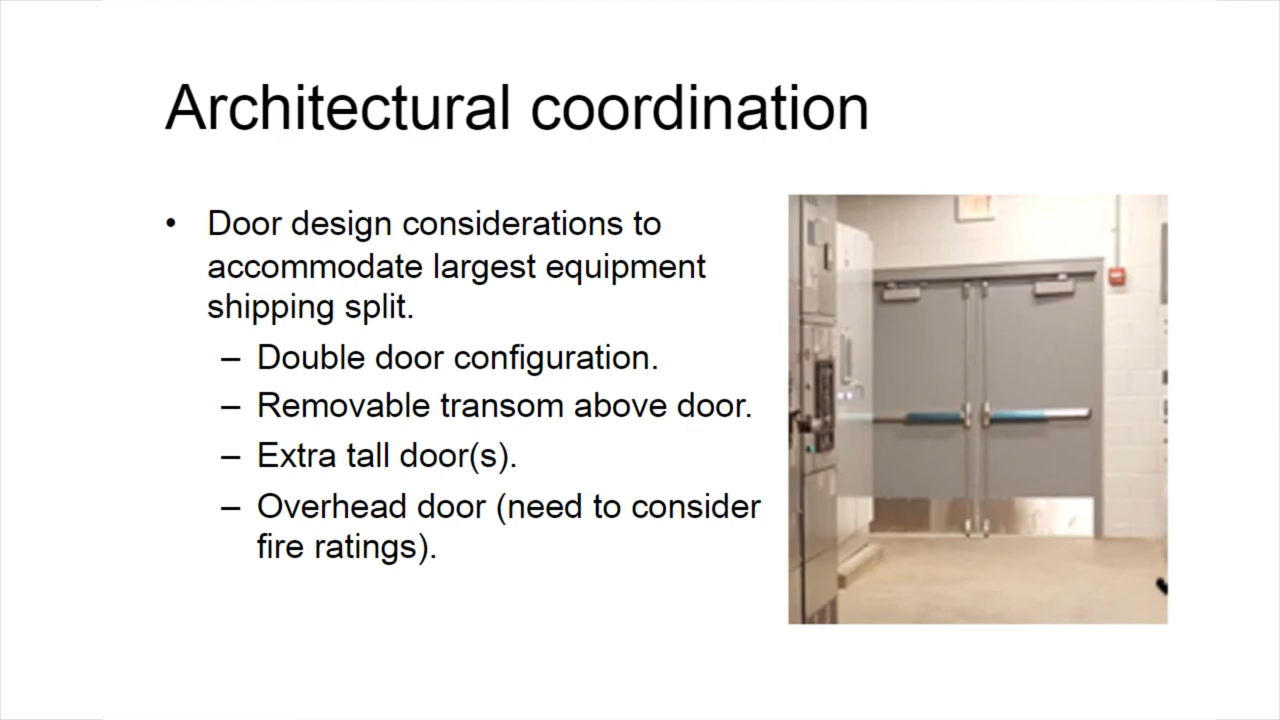 Architectural coordination
• Door design considerations to
accommodate largest equipment
shipping split.
– Double door configuration.
– Removable transom above door.
– Extra tall door(s).
– Overhead door (need to consider
fire ratings).